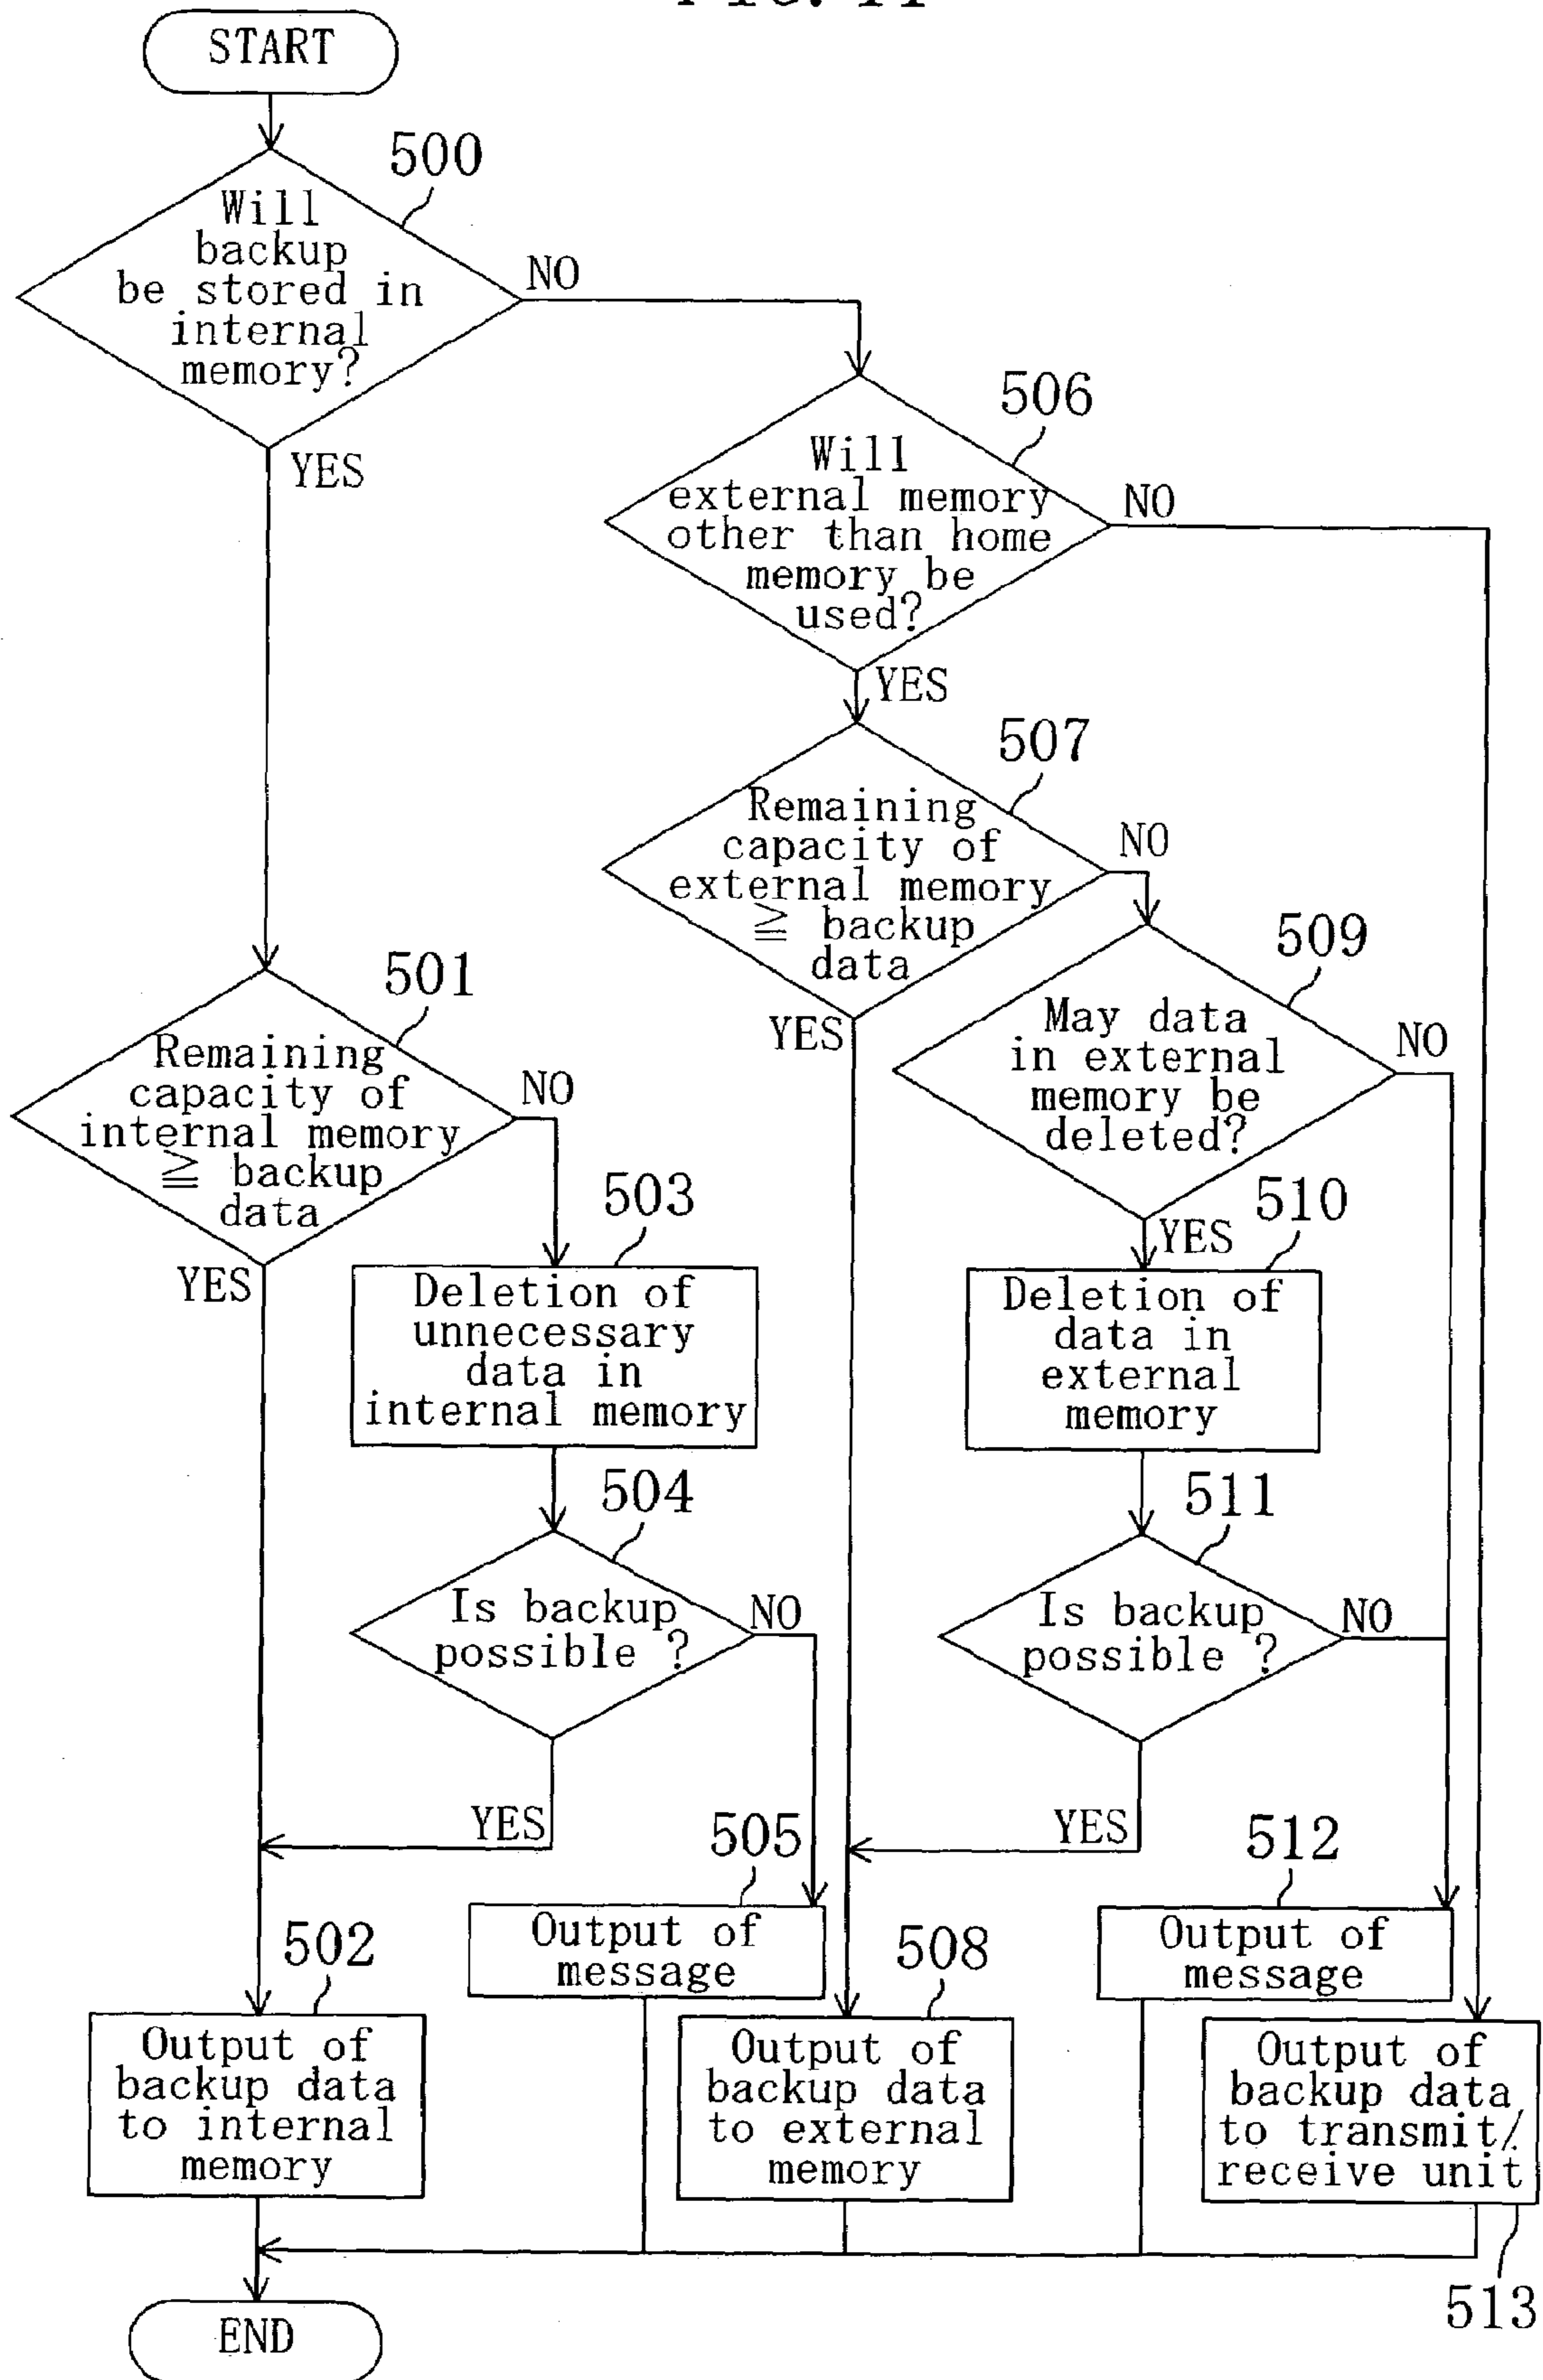 FIG. 11
START
500
Will
backup
be stored in
internal
memory?
NO
YES
506
Will
external memory
other than home
memory be
used?
NO
YES
507
Remaining
capacity of
external memory
≧ backup
data
NO
YES
509
May data
in external
memory be
deleted?
NO
YES
501
Remaining
capacity of
internal memory
≧ backup
data
NO
YES
503
Deletion of
unnecessary
data in
internal memory
510
Deletion of
data in
external
memory
504
Is backup
possible ?
NO
YES
511
Is backup
possible ?
NO
YES
505
Output of
message
512
Output of
message
502
Output of
backup data
to internal
memory
508
Output of
backup data
to external
memory
Output of
backup data
to transmit/
receive unit
513
END